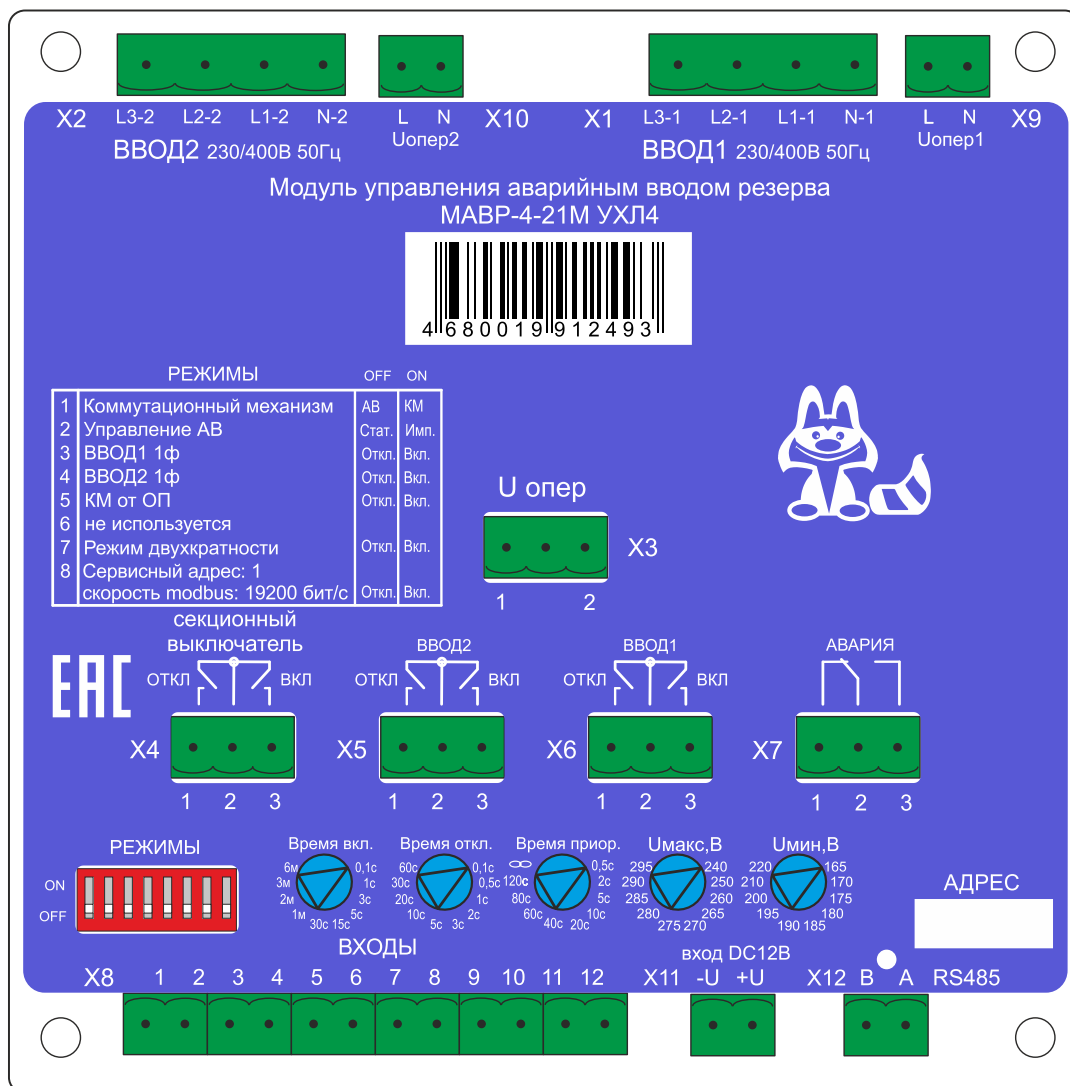 X2 L3-2 L2-2 L1-2 N-2 L N X10 X1 L3-1 L2-1 L1-1 N-1 L N X9
ВВОД2 230/400В 50Гц Uопер2 ВВОД1 230/400В 50Гц Uопер1
Модуль управления аварийным вводом резерва
МАВР-4-21М УХЛ4
4 680019 912493
РЕЖИМЫ OFF ON
1 Коммутационный механизм АВ КМ
2 Управление АВ Стат. Имп.
3 ВВОД1 1ф Откл. Вкл.
4 ВВОД2 1ф Откл. Вкл.
5 КМ от ОП Откл. Вкл.
6 не используется
7 Режим двухкратности Откл. Вкл.
8 Сервисный адрес: 1
скорость modbus: 19200 бит/с Откл. Вкл.
U опер
X3
1 2
секционный
выключатель ВВОД2 ВВОД1 АВАРИЯ
EAC
ОТКЛ ВКЛ ОТКЛ ВКЛ ОТКЛ ВКЛ
X4 X5 X6 X7
1 2 3 1 2 3 1 2 3 1 2 3
РЕЖИМЫ
ON
OFF
Время вкл.
6м 0,1с
3м 1с
2м 3с
1м 5с
30с 15с
Время откл.
60с 0,1с
30с 0,5с
20с 1с
10с 2с
5с 3с
Время приор.
∞ 0,5с
120с 2с
80с 5с
60с 10с
40с 20с
Uмакс,В
295 240
290 250
285 260
280 265
275 270
Uмин,В
220 165
210 170
200 175
195 180
190 185
АДРЕС
ВХОДЫ
вход DC12В
X8 1 2 3 4 5 6 7 8 9 10 11 12 X11 -U +U X12 B A RS485